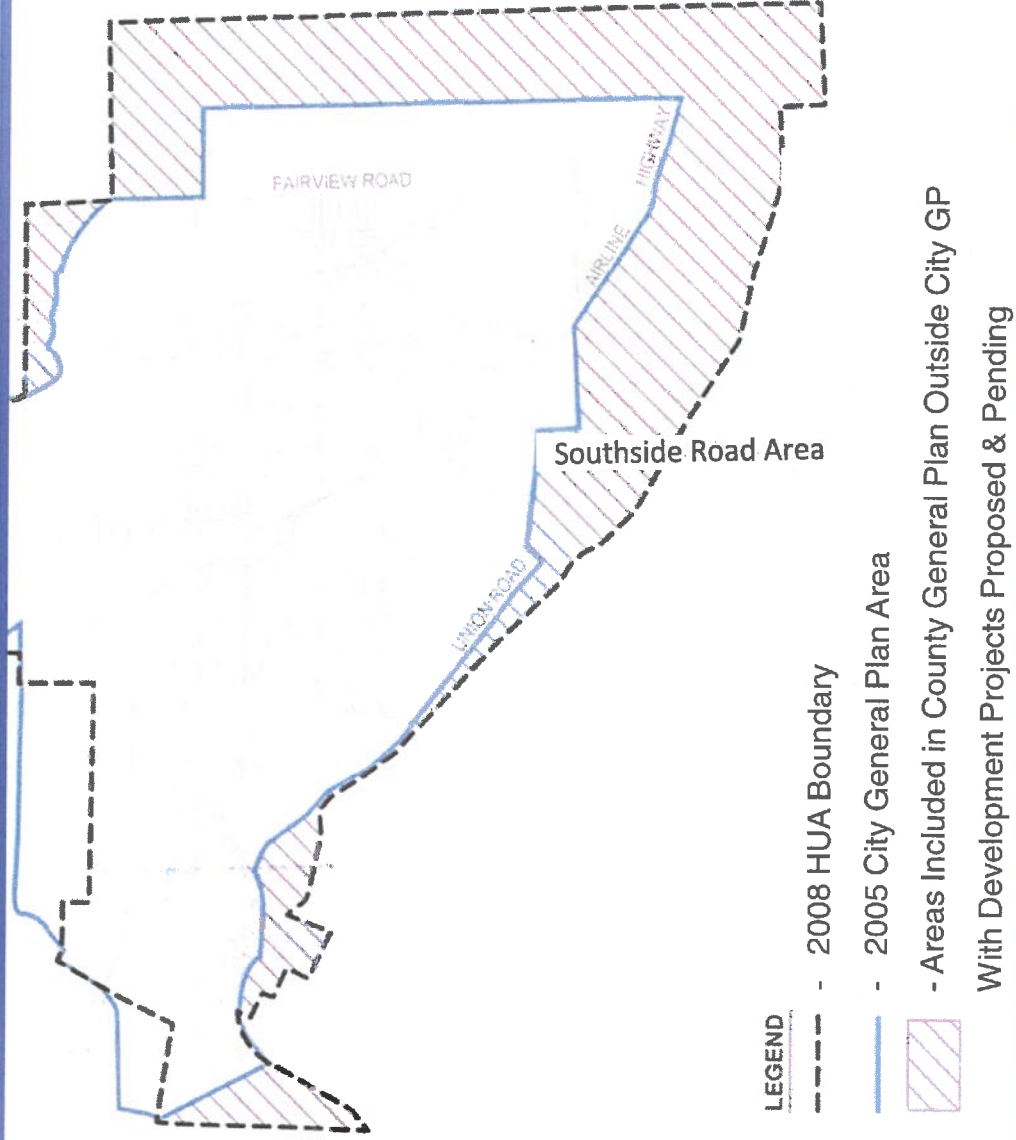 FAIRVIEW ROAD
AIRLINE HIGHWAY
Southside Road Area
UNION ROAD
LEGEND
- 2008 HUA Boundary
- 2005 City General Plan Area
- Areas Included in County General Plan Outside City GP
With Development Projects Proposed & Pending